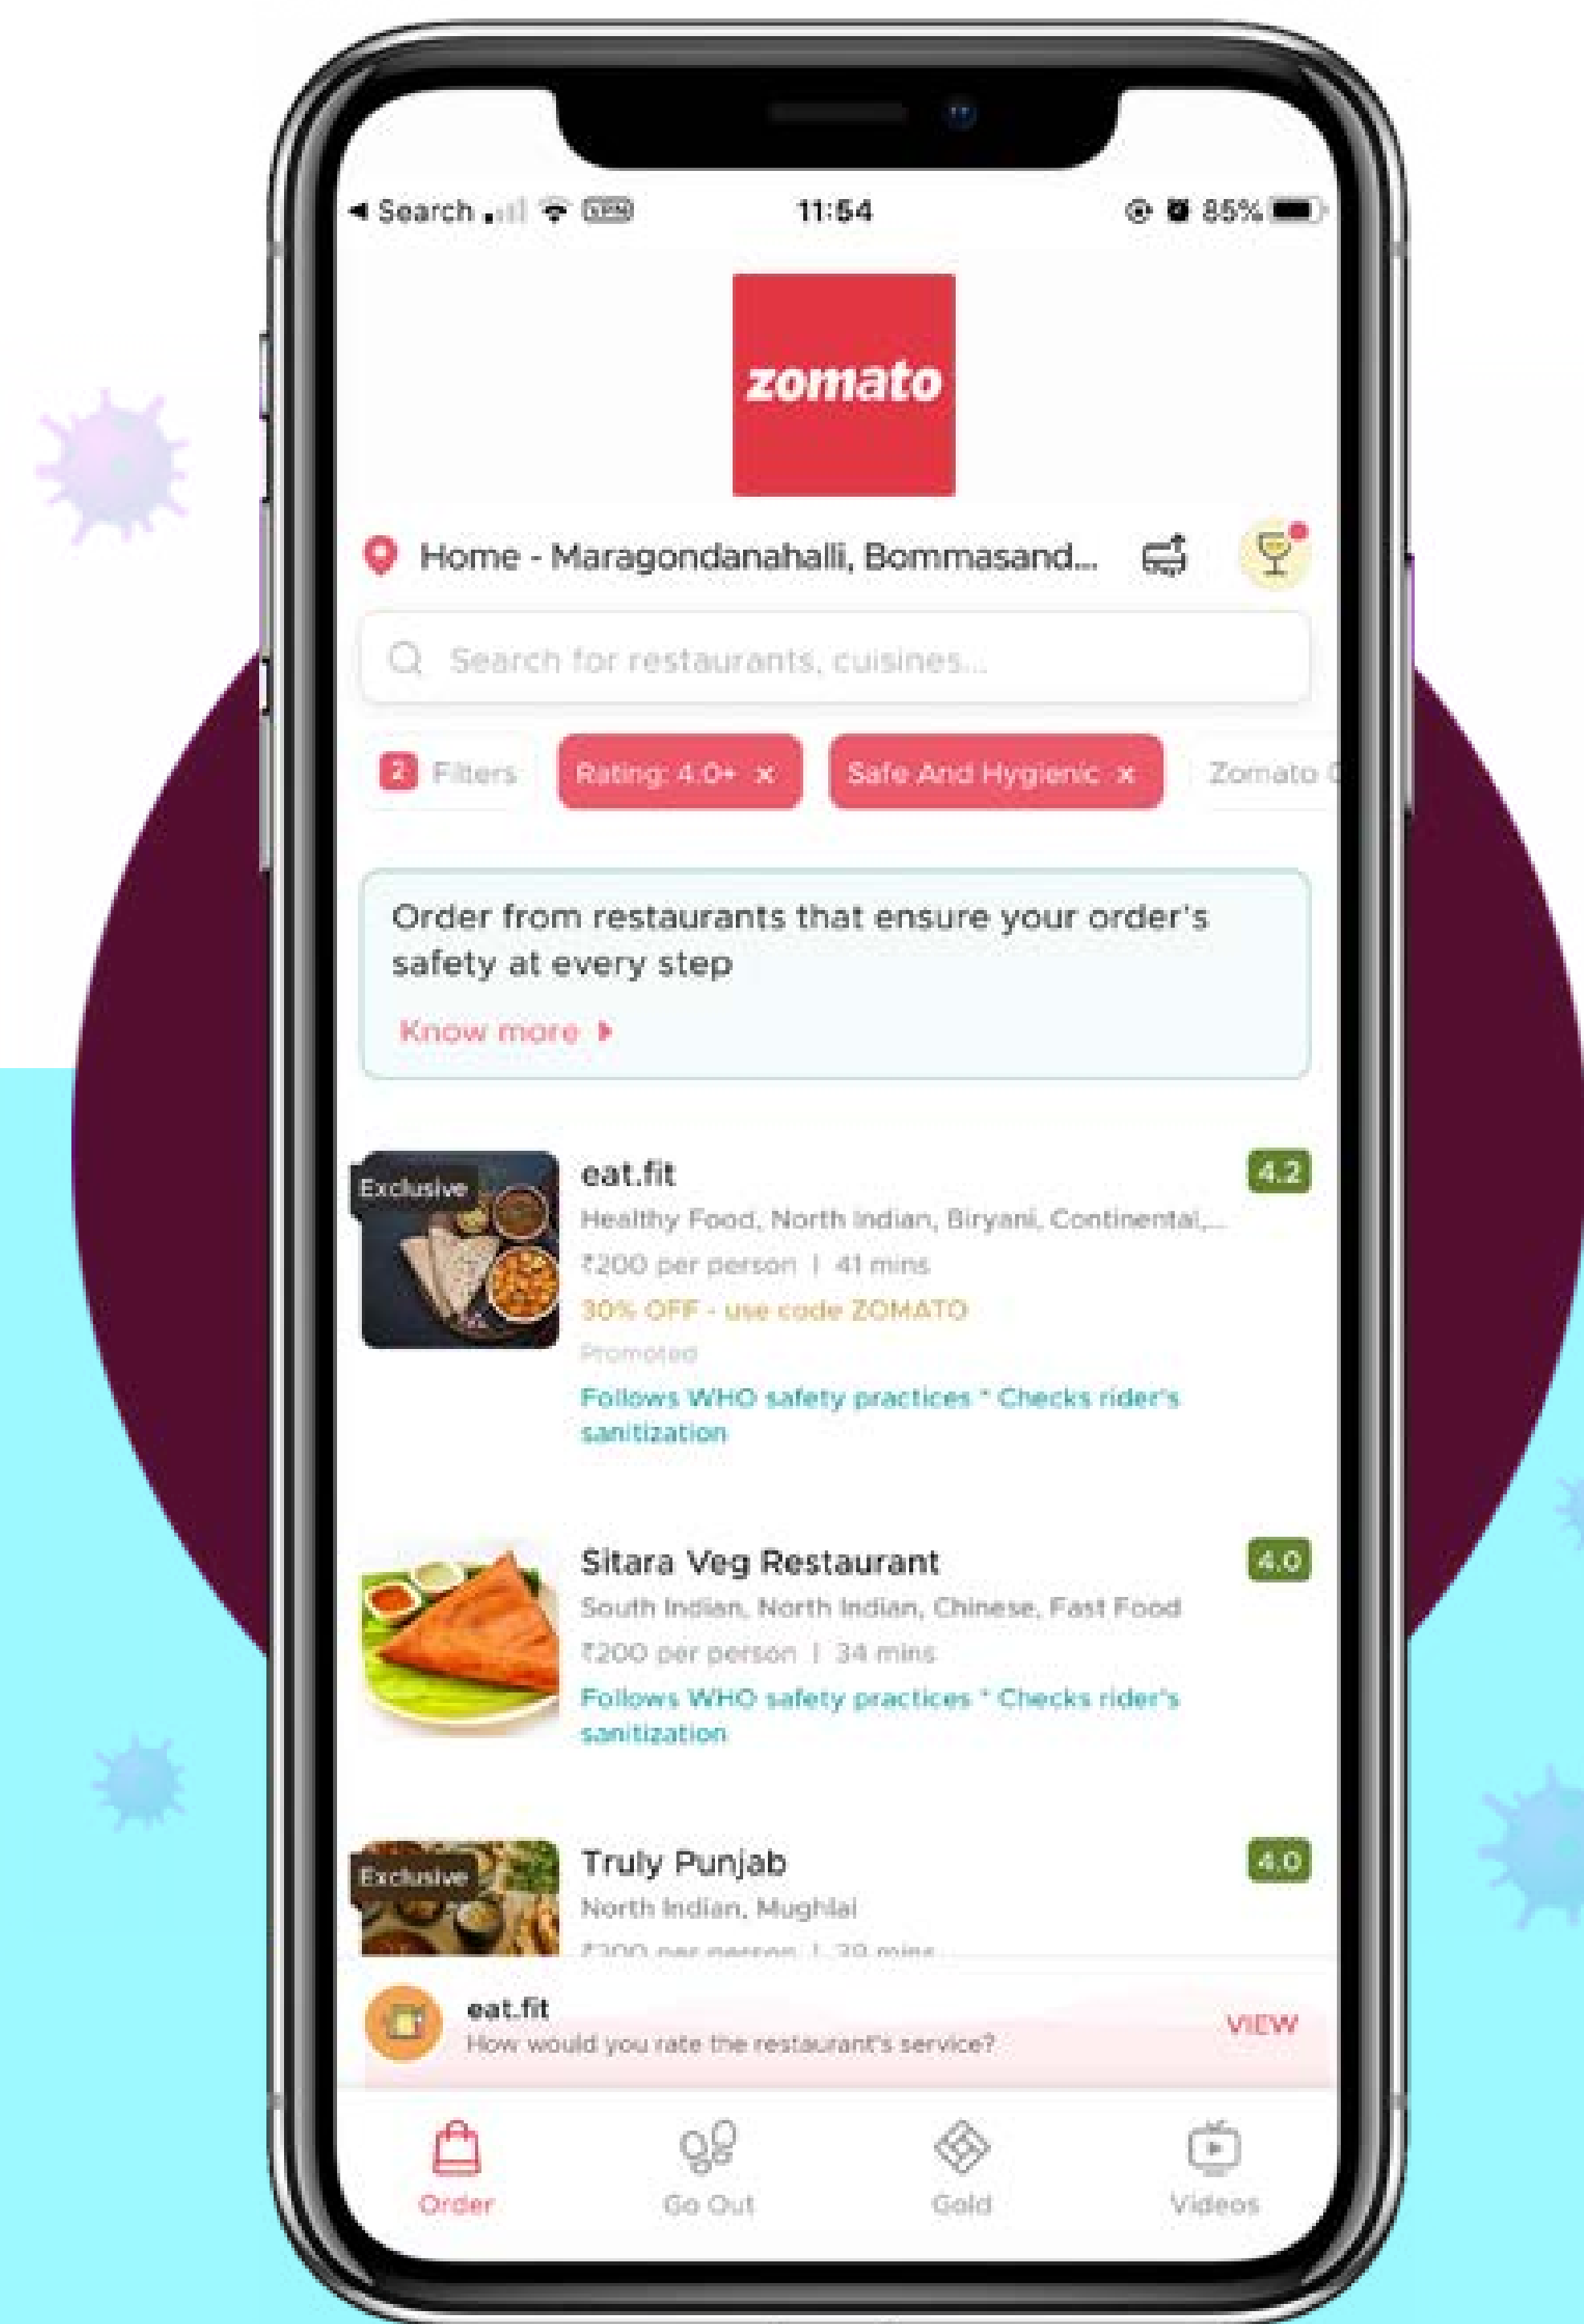 Search
11:54
85%
zomato
Home - Maragondanahalli, Bommasand...
Search for restaurants, cuisines...
2 Filters
Rating: 4.0+ x
Safe And Hygienic x
Zomato
Order from restaurants that ensure your order's
safety at every step
Know more
Exclusive
eat.fit
4.2
Healthy Food, North Indian, Biryani, Continental,...
₹200 per person | 41 mins
30% OFF - use code ZOMATO
Promoted
Follows WHO safety practices * Checks rider's
sanitization
Sitara Veg Restaurant
4.0
South Indian, North Indian, Chinese, Fast Food
₹200 per person | 34 mins
Follows WHO safety practices * Checks rider's
sanitization
Exclusive
Truly Punjab
4.0
North Indian, Mughlai
per person | mins
eat.fit
How would you rate the restaurant's service?
VIEW
Order
Go Out
Gold
Videos